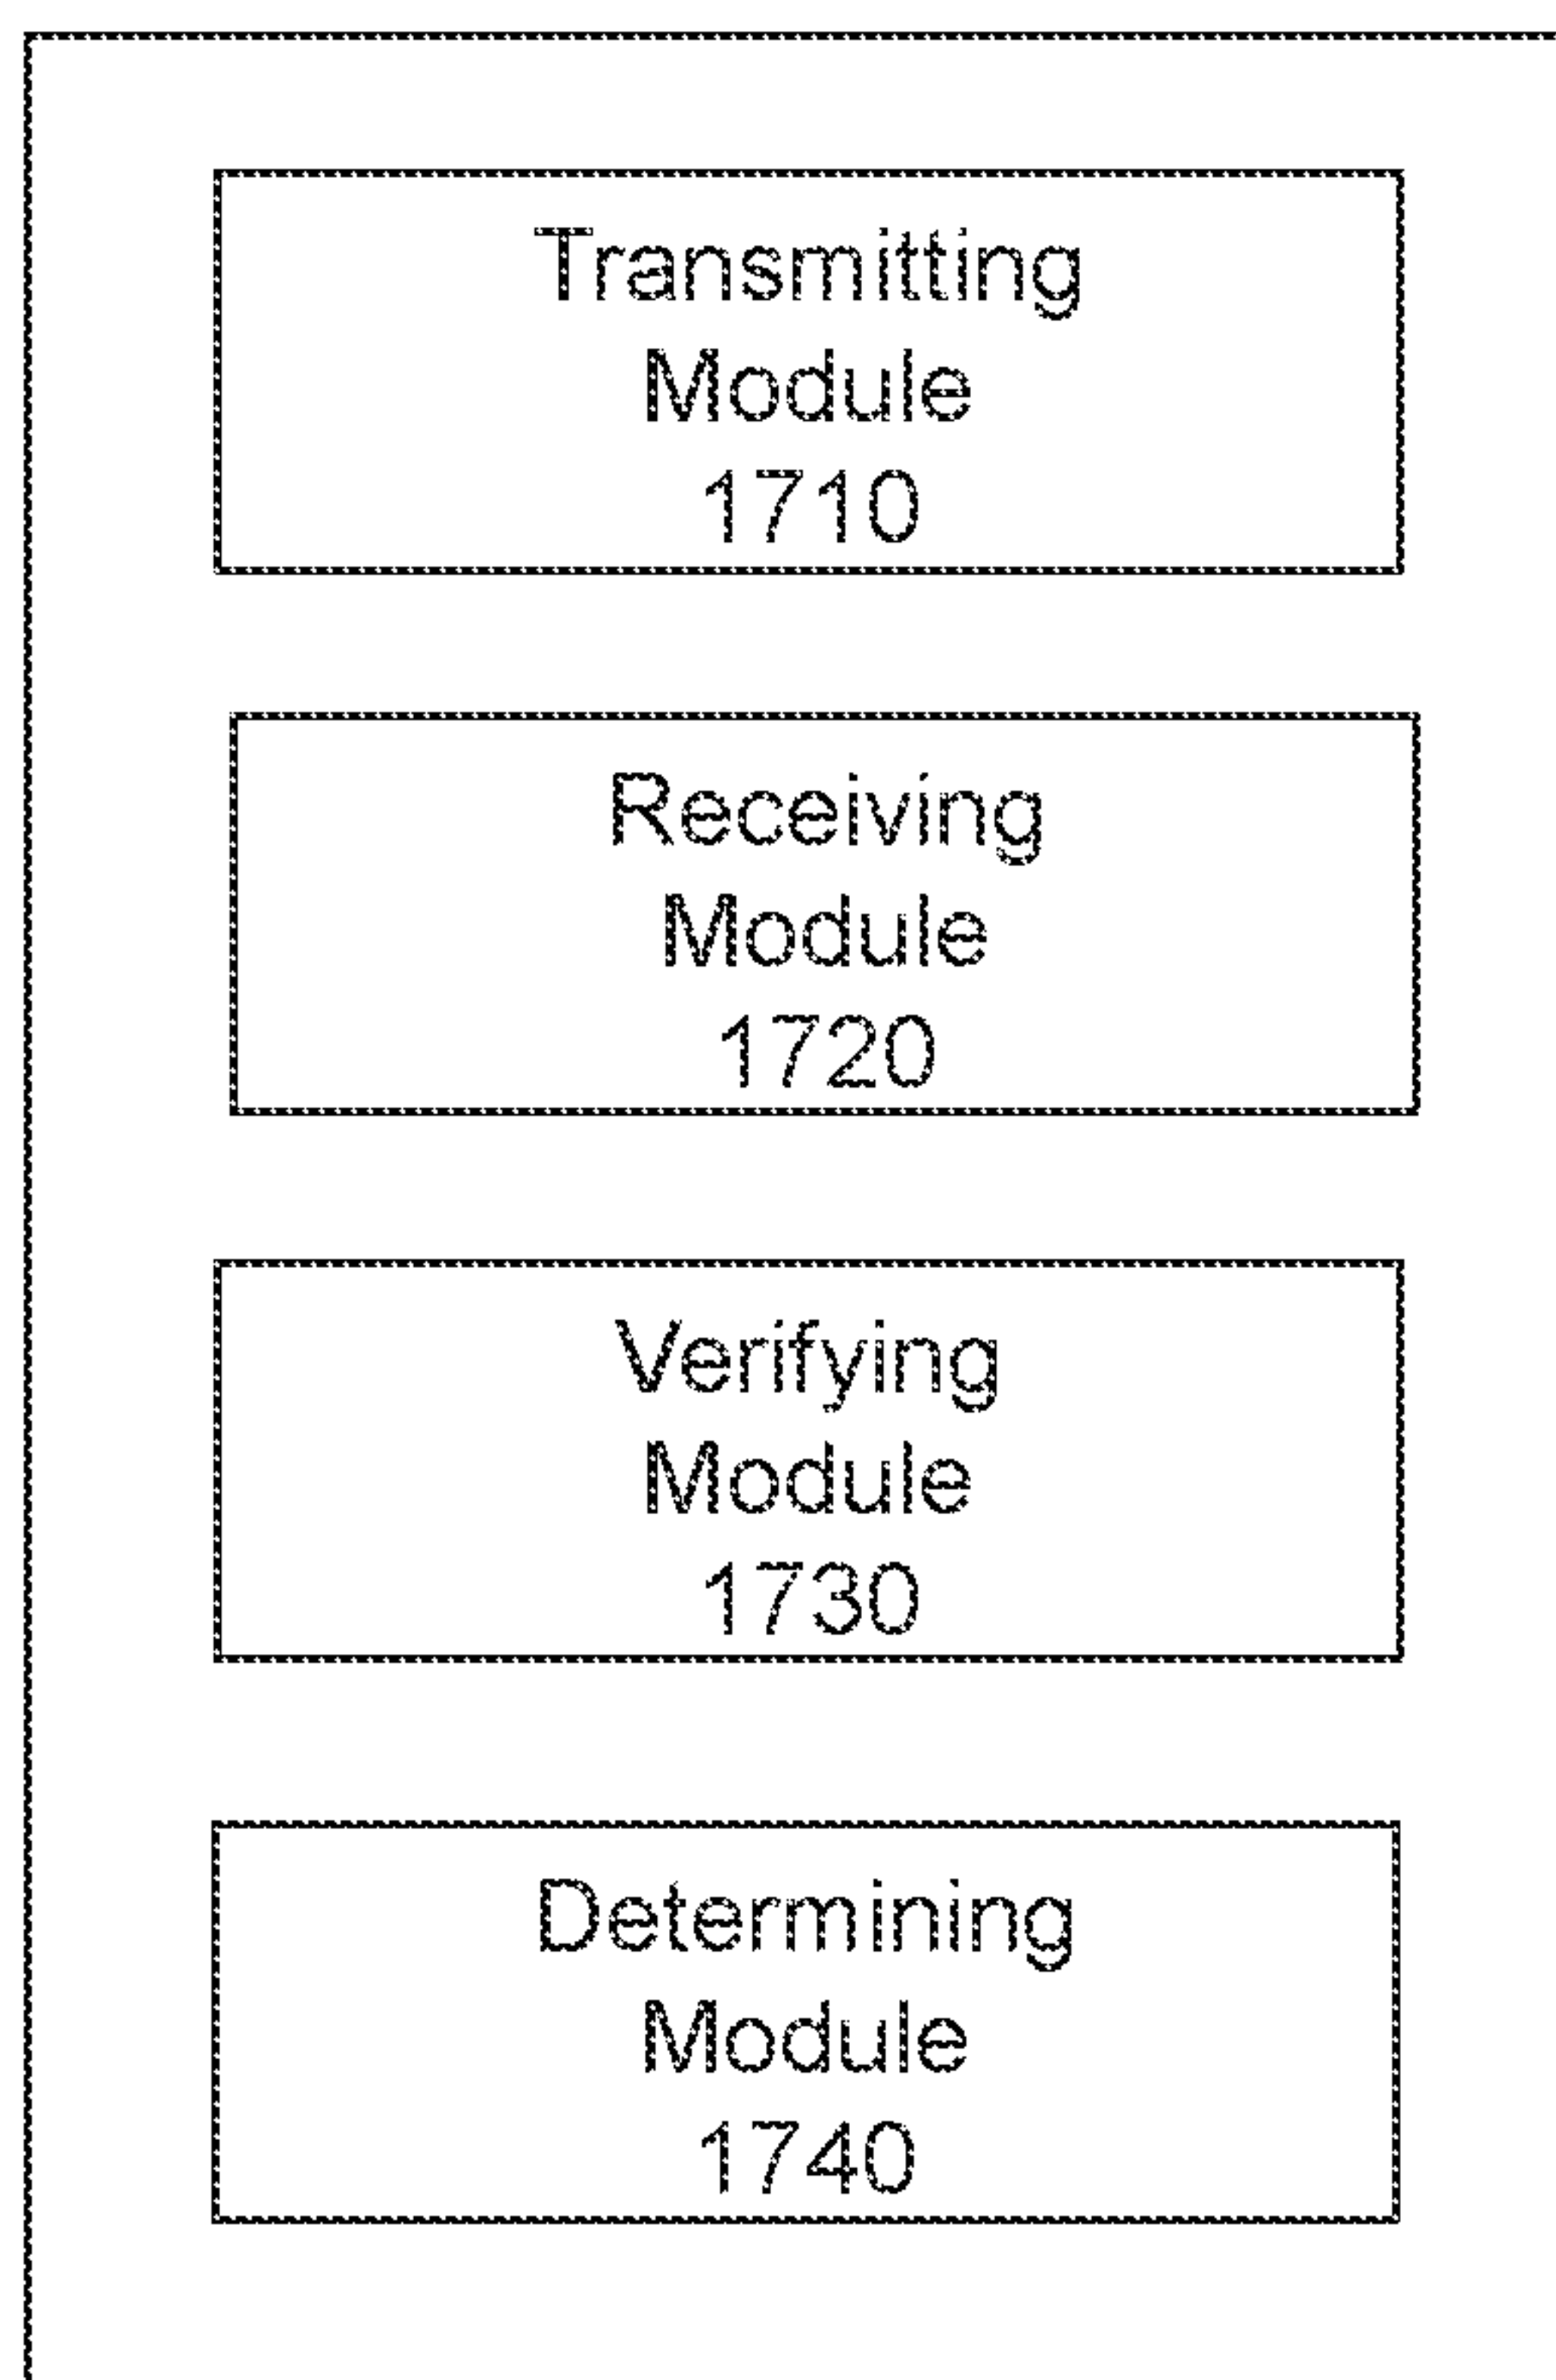 Transmitting
Module
1710
Receiving
Module
1720
Verifying
Module
1730
Determining
Module
1740